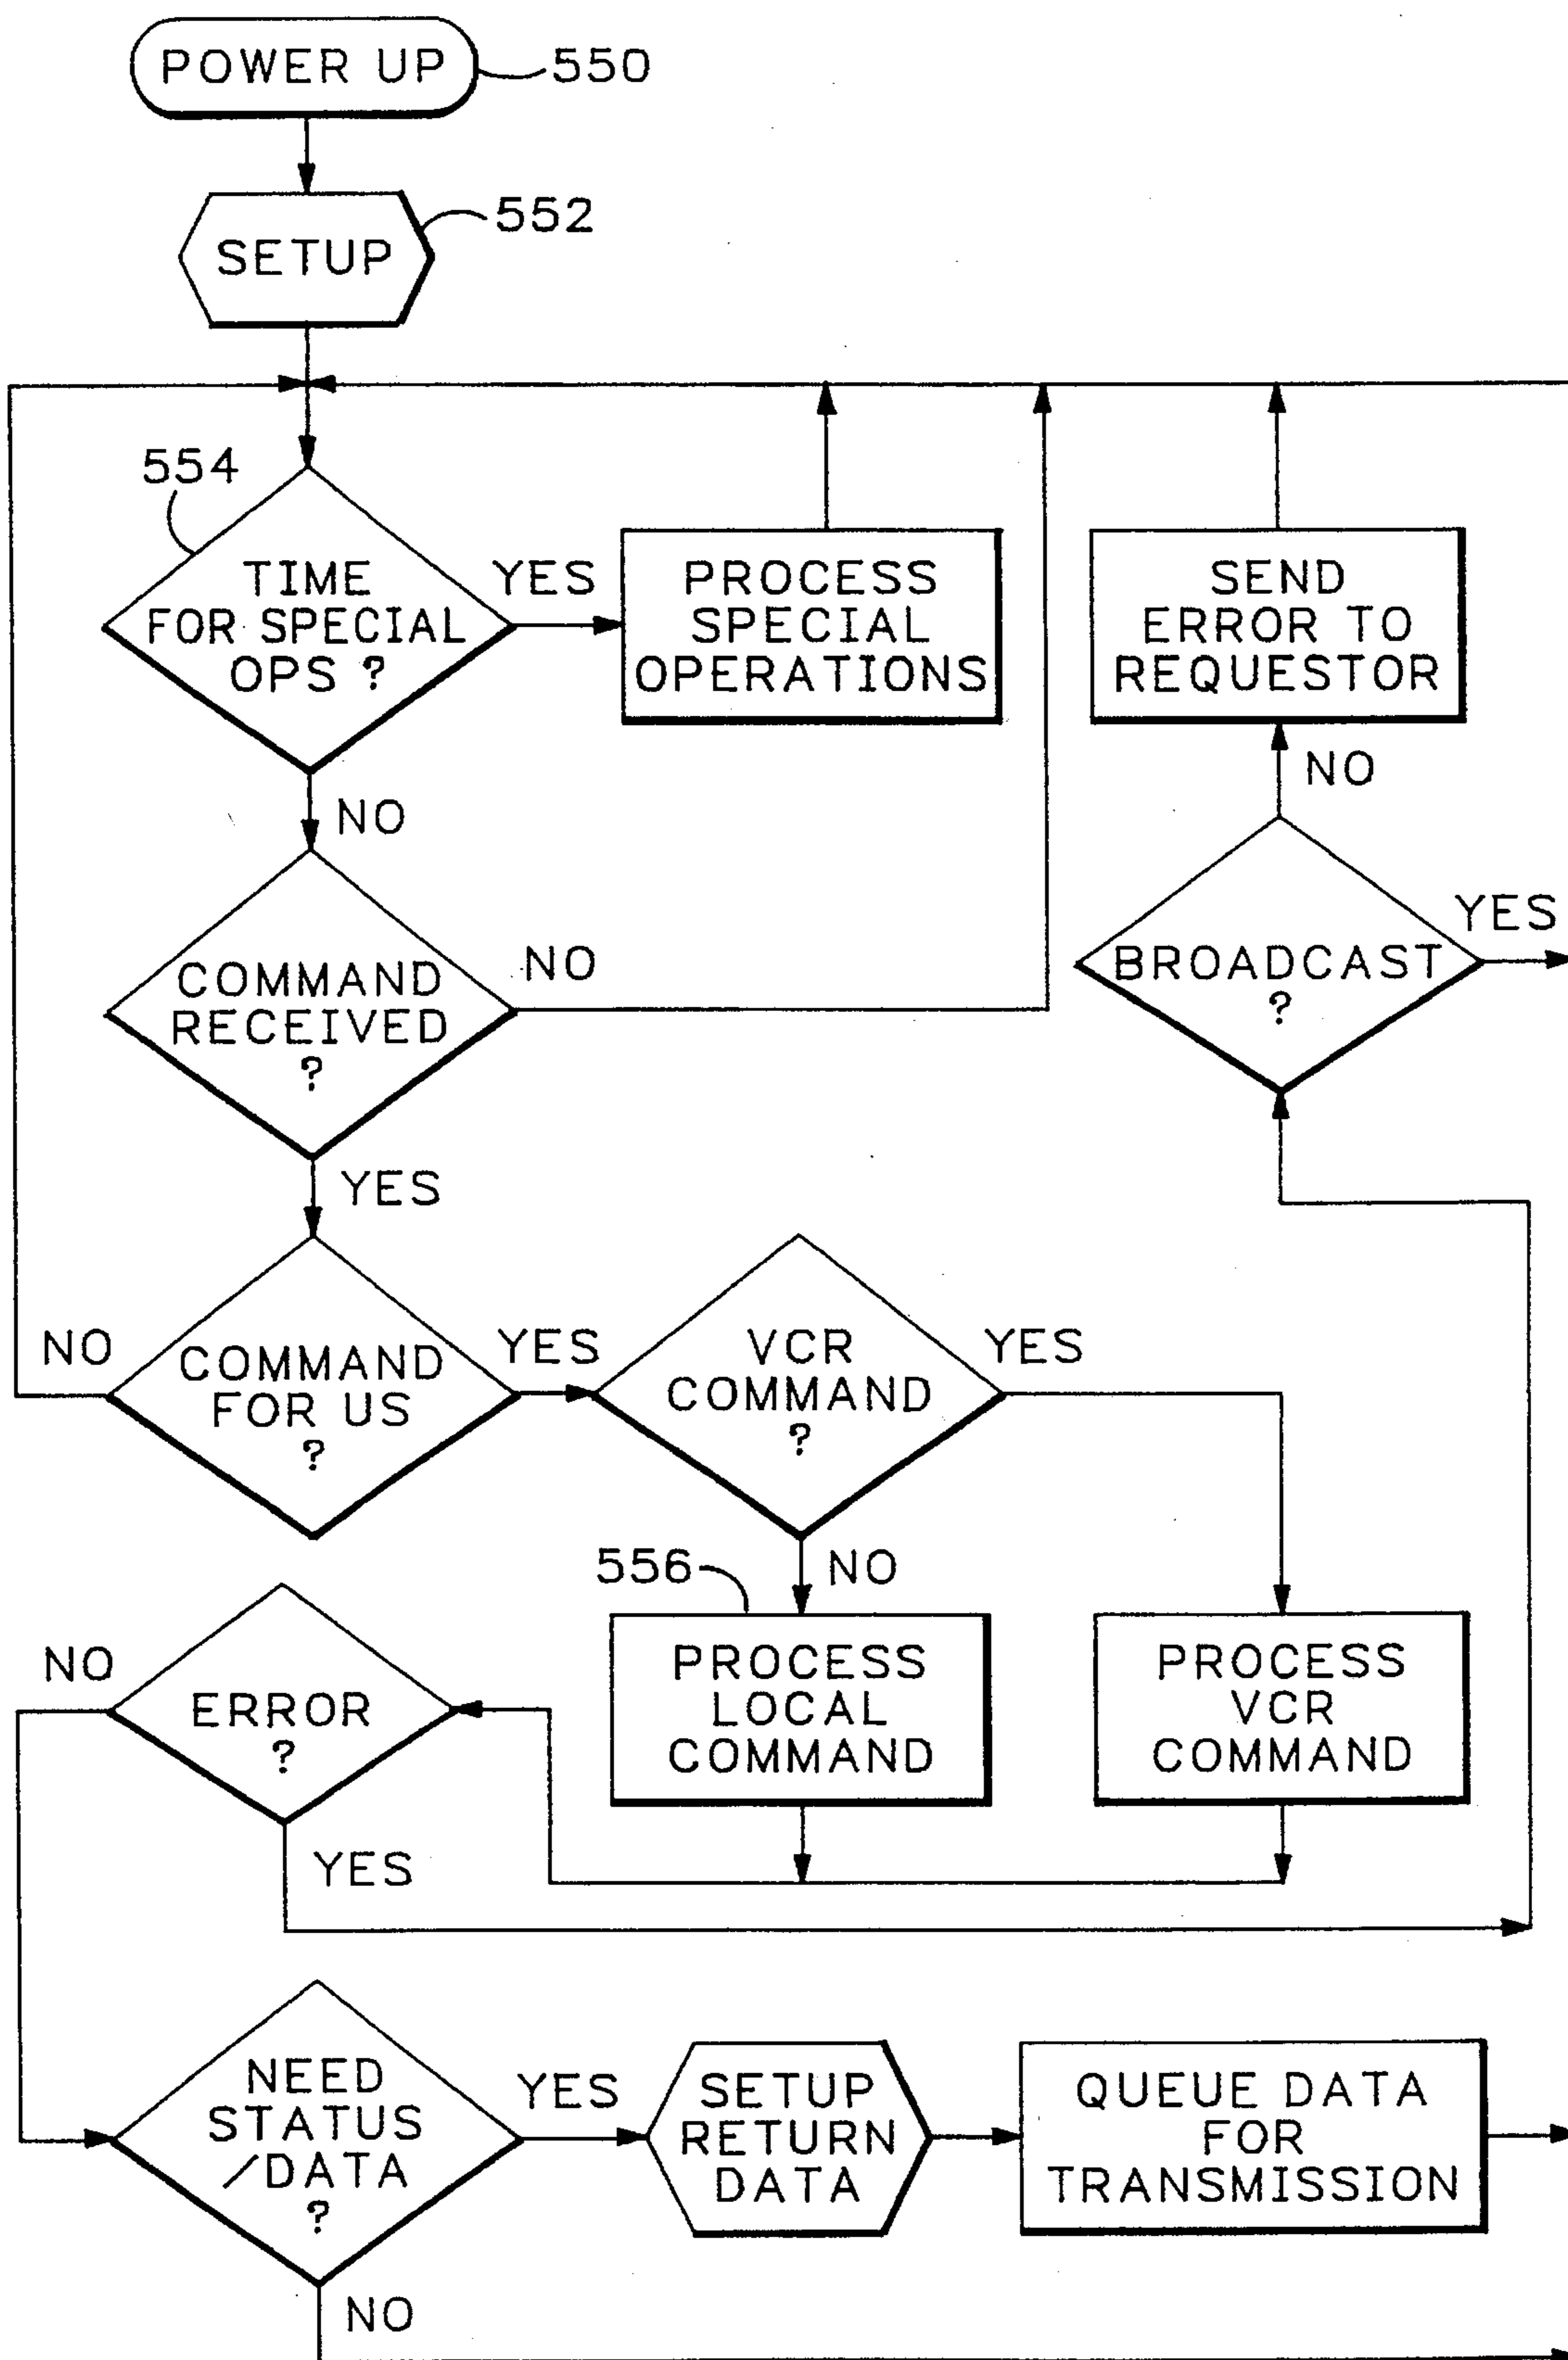 POWER UP
550
SETUP
552
554
TIME
FOR SPECIAL
OPS ?
YES
PROCESS
SPECIAL
OPERATIONS
SEND
ERROR TO
REQUESTOR
NO
NO
COMMAND
RECEIVED
?
NO
BROADCAST
?
YES
YES
NO
COMMAND
FOR US
?
YES
VCR
COMMAND
?
YES
NO
556
PROCESS
LOCAL
COMMAND
PROCESS
VCR
COMMAND
NO
ERROR
?
YES
NEED
STATUS
/DATA
?
YES
SETUP
RETURN
DATA
QUEUE DATA
FOR
TRANSMISSION
NO